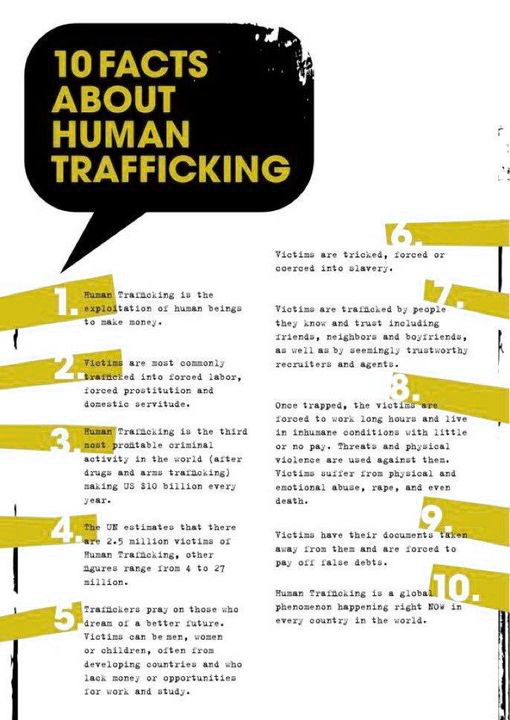 10 FACTS
ABOUT
HUMAN
TRAFFICKING
1.
Human Trafficking is the
exploitation of human beings
to make money.
2.
Victims are most commonly
trafficked into forced labor,
forced prostitution and
domestic servitude.
3.
Human Trafficking is the third
most profitable criminal
activity in the world (after
drugs and arms trafficking)
making US $10 billion every
year.
4.
The UN estimates that there
are 2.5 million victims of
Human Trafficking, other
figures range from 4 to 27
million.
5.
Traffickers pray on those who
dream of a better future.
Victims can be men, women
or children, often from
developing countries and who
lack money or opportunities
for work and study.
6.
Victims are tricked, forced or
coerced into slavery.
7.
Victims are trafficked by people
they know and trust including
friends, neighbors and boyfriends,
as well as by seemingly trustworthy
recruiters and agents.
8.
Once trapped, the victims are
forced to work long hours and live
in inhumane conditions with little
or no pay. Threats and physical
violence are used against them.
Victims suffer from physical and
emotional abuse, rape, and even
death.
9.
Victims have their documents taken
away from them and are forced to
pay off false debts.
10.
Human Trafficking is a global
phenomenon happening right NOW in
every country in the world.